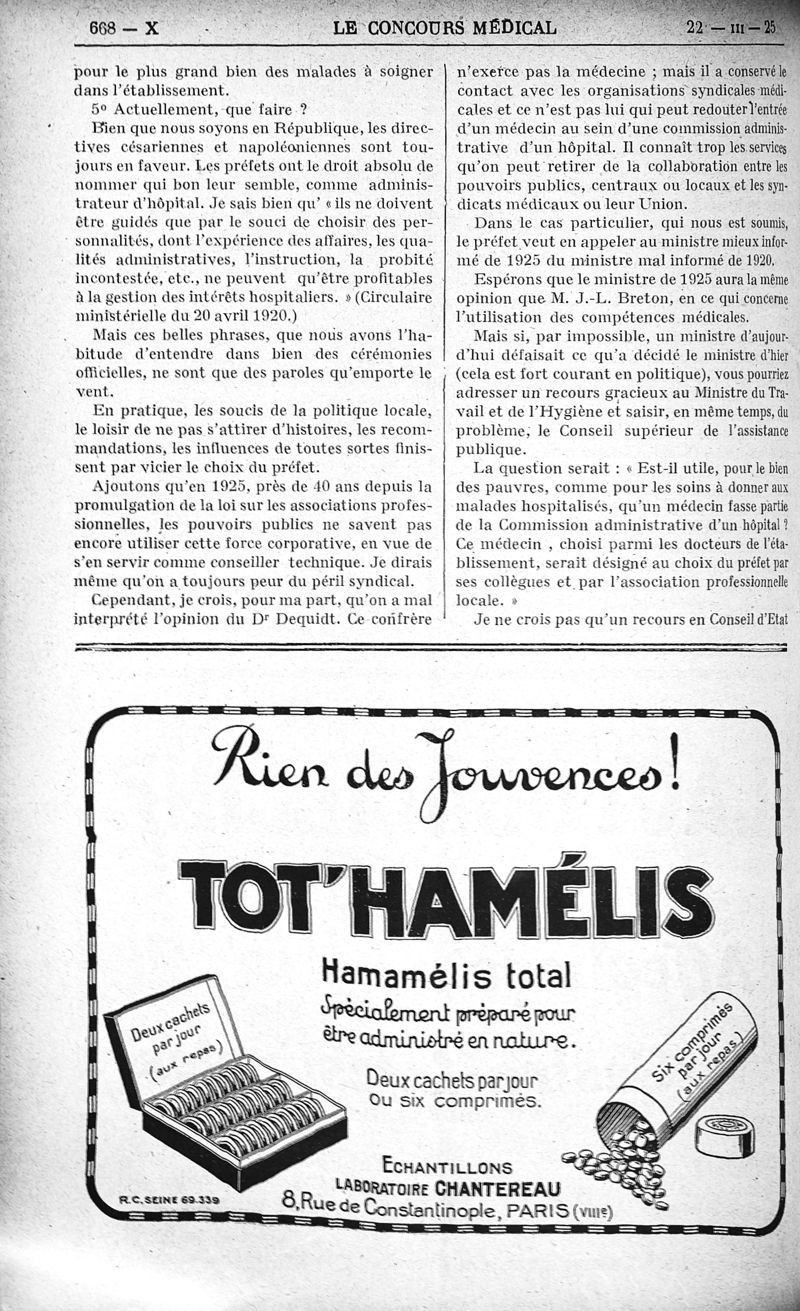 668 — X
LE CONCOURS MÉDICAL
22 — III — 25
pour le plus grand bien des malades à soigner
dans l'établissement.
5º Actuellement, que faire ?
Bien que nous soyons en République, les direc-
tives césariennes et napoléoniennes sont tou-
jours en faveur. Les préfets ont le droit absolu de
nommer qui bon leur semble, comme adminis-
trateur d'hôpital. Je sais bien qu' « ils ne doivent
être guidés que par le souci de choisir des per-
sonnalités, dont l'expérience des affaires, les qua-
lités administratives, l'instruction, la probité
incontestée, etc., ne peuvent qu'être profitables
à la gestion des intérêts hospitaliers. » (Circulaire
ministérielle du 20 avril 1920.)
Mais ces belles phrases, que nous avons l'ha-
bitude d'entendre dans bien des cérémonies
officielles, ne sont que des paroles qu'emporte le
vent.
En pratique, les soucis de la politique locale,
le loisir de ne pas s'attirer d'histoires, les recom-
mandations, les influences de toutes sortes finis-
sent par vicier le choix du préfet.
Ajoutons qu'en 1925, près de 40 ans depuis la
promulgation de la loi sur les associations profes-
sionnelles, les pouvoirs publics ne savent pas
encore utiliser cette force corporative, en vue de
s'en servir comme conseiller technique. Je dirais
même qu'on a toujours peur du péril syndical.
Cependant, je crois, pour ma part, qu'on a mal
interprété l'opinion du Dr Dequidt. Ce confrère
n'exerce pas la médecine ; mais il a conservé le
contact avec les organisations syndicales médi-
cales et ce n'est pas lui qui peut redouter l'entrée
d'un médecin au sein d'une commission adminis-
trative d'un hôpital. Il connaît trop les services
qu'on peut retirer de la collaboration entre les
pouvoirs publics, centraux ou locaux et les syn-
dicats médicaux ou leur Union.
Dans le cas particulier, qui nous est soumis,
le préfet veut en appeler au ministre mieux infor-
mé de 1925 du ministre mal informé de 1920.
Espérons que le ministre de 1925 aura la même
opinion que M. J.-L. Breton, en ce qui concerne
l'utilisation des compétences médicales.
Mais si, par impossible, un ministre d'aujour-
d'hui défaisait ce qu'a décidé le ministre d'hier
(cela est fort courant en politique), vous pourriez
adresser un recours gracieux au Ministre du Tra-
vail et de l'Hygiène et saisir, en même temps, du
problème, le Conseil supérieur de l'assistance
publique.
La question serait : « Est-il utile, pour le bien
des pauvres, comme pour les soins à donner aux
malades hospitalisés, qu'un médecin fasse partie
de la Commission administrative d'un hôpital ?
Ce médecin , choisi parmi les docteurs de l'éta-
blissement, serait désigné au choix du préfet par
ses collègues et par l'association professionnelle
locale. »
Je ne crois pas qu'un recours en Conseil d'Etat
Rien des Jouvences !
TOT'HAMÉLIS
Hamamélis total
Spécialement préparé pour
être administré en nature.
Deux cachets par jour
Ou six comprimés.
Deux cachets
par jour
(aux repas)
Six comprimés
par jour
(aux repas)
ECHANTILLONS
LABORATOIRE CHANTEREAU
8, Rue de Constantinople, PARIS (VIIIe)
R.C. SEINE 69.339